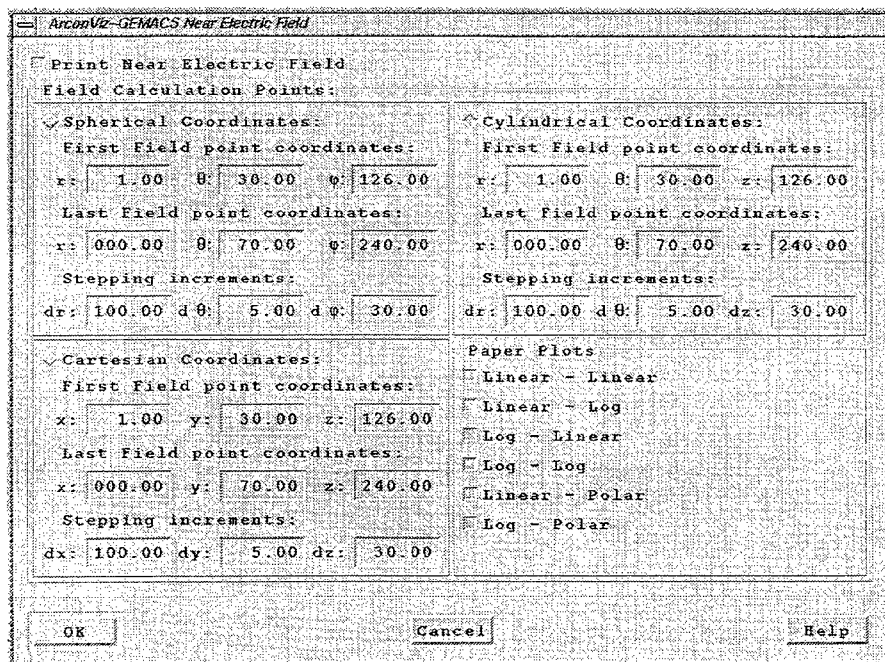 ArconViz-GEMACS Near Electric Field
Print Near Electric Field
Field Calculation Points:
Spherical Coordinates:
First Field point coordinates:
r: 1.00 θ: 30.00 φ: 126.00
Last Field point coordinates:
r: 000.00 θ: 70.00 φ: 240.00
Stepping increments:
dr: 100.00 d θ: 5.00 d φ: 30.00
Cylindrical Coordinates:
First Field point coordinates:
r: 1.00 θ: 30.00 z: 126.00
Last Field point coordinates:
r: 000.00 θ: 70.00 z: 240.00
Stepping increments:
dr: 100.00 d θ: 5.00 dz: 30.00
Cartesian Coordinates:
First Field point coordinates:
x: 1.00 y: 30.00 z: 126.00
Last Field point coordinates:
x: 000.00 y: 70.00 z: 240.00
Stepping increments:
dx: 100.00 dy: 5.00 dz: 30.00
Paper Plots
Linear - Linear
Linear - Log
Log - Linear
Log - Log
Linear - Polar
Log - Polar
OK Cancel Help